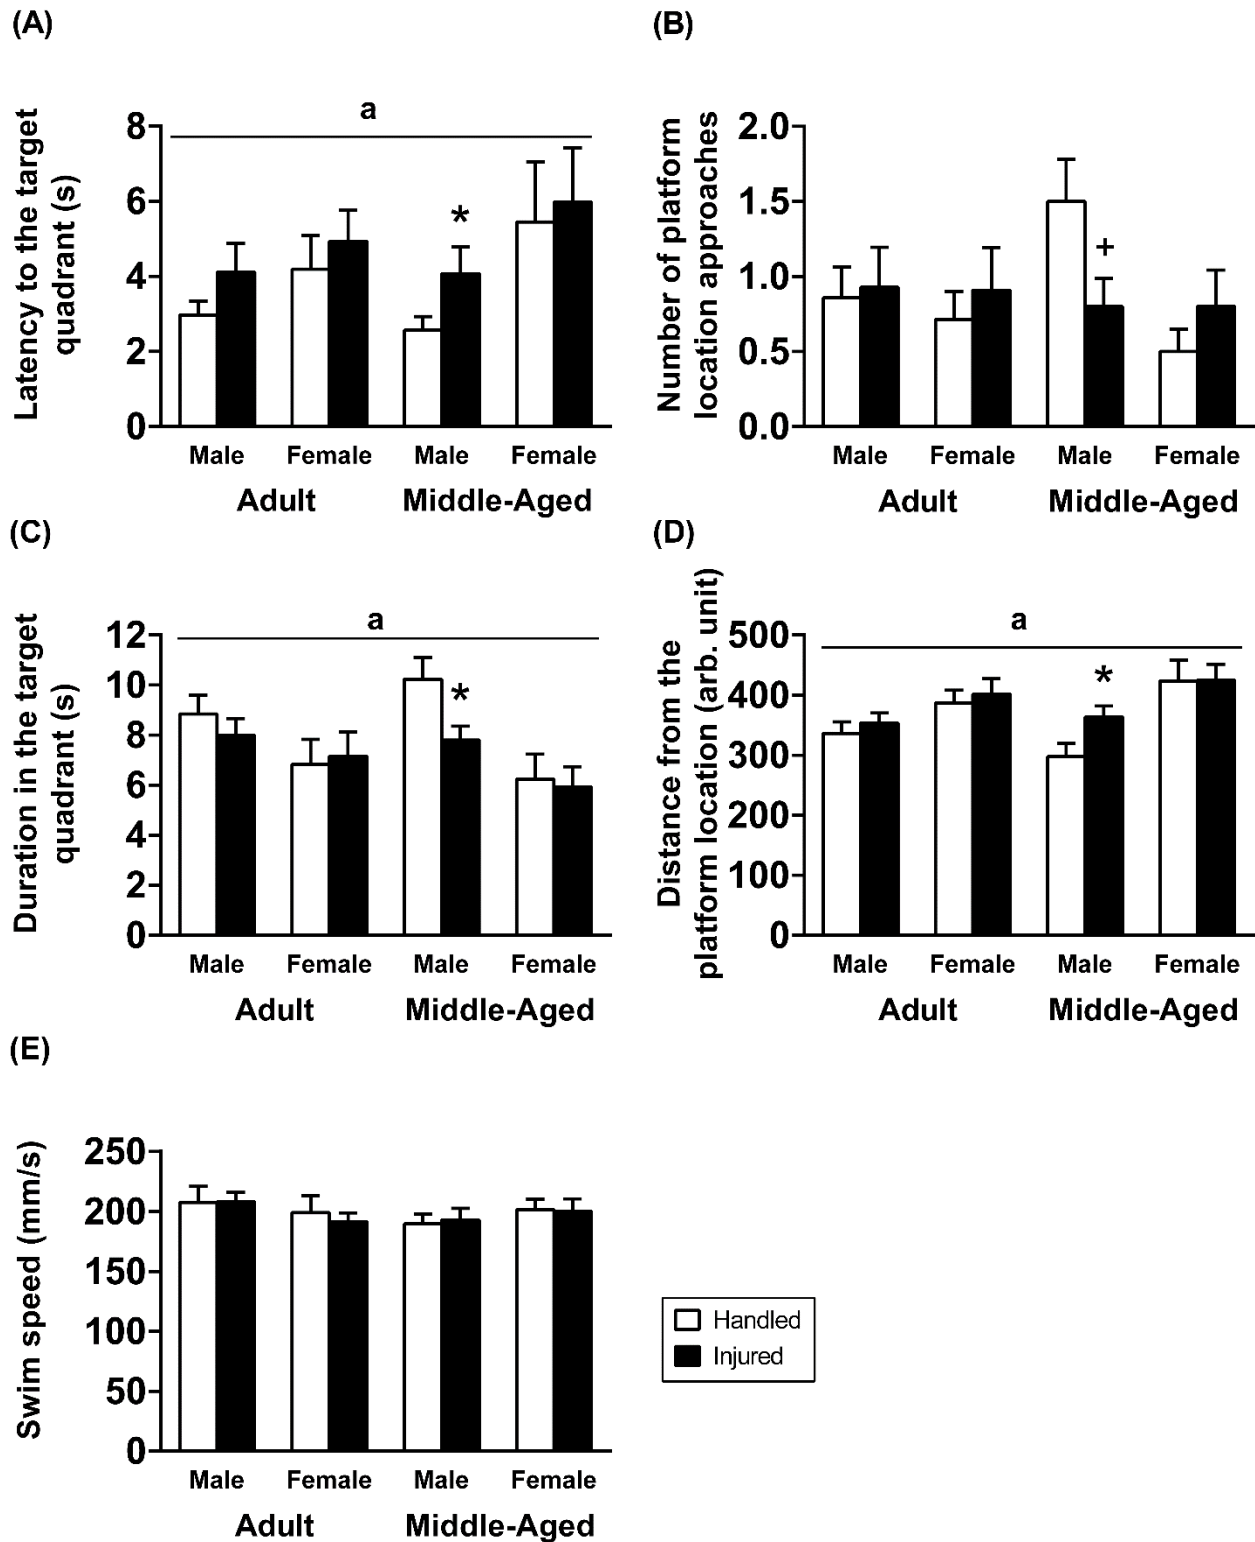 (A)
Latency to the target
quadrant (s)
a
8
6
4
2
0
*
Male Female Male Female
Adult Middle-Aged
(B)
Number of platform
location approaches
2.0
1.5
1.0
0.5
0.0
+
Male Female Male Female
Adult Middle-Aged
(C)
Duration in the target
quadrant (s)
a
12
10
8
6
4
2
0
*
Male Female Male Female
Adult Middle-Aged
(D)
Distance from the
platform location (arb. unit)
a
500
400
300
200
100
0
*
Male Female Male Female
Adult Middle-Aged
(E)
Swim speed (mm/s)
250
200
150
100
50
0
Male Female Male Female
Adult Middle-Aged
Handled
Injured